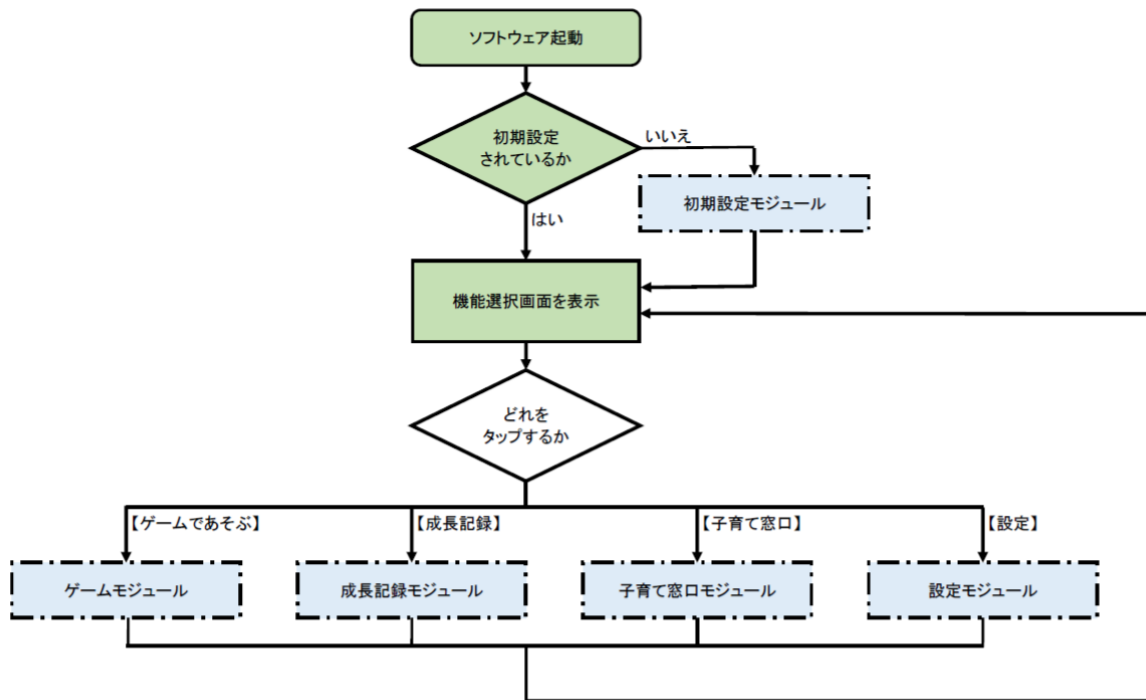 ソフトウェア起動
初期設定
されているか
いいえ
初期設定モジュール
はい
機能選択画面を表示
どれを
タップするか
【ゲームであそぶ】
【成長記録】
【子育て窓口】
【設定】
ゲームモジュール
成長記録モジュール
子育て窓口モジュール
設定モジュール